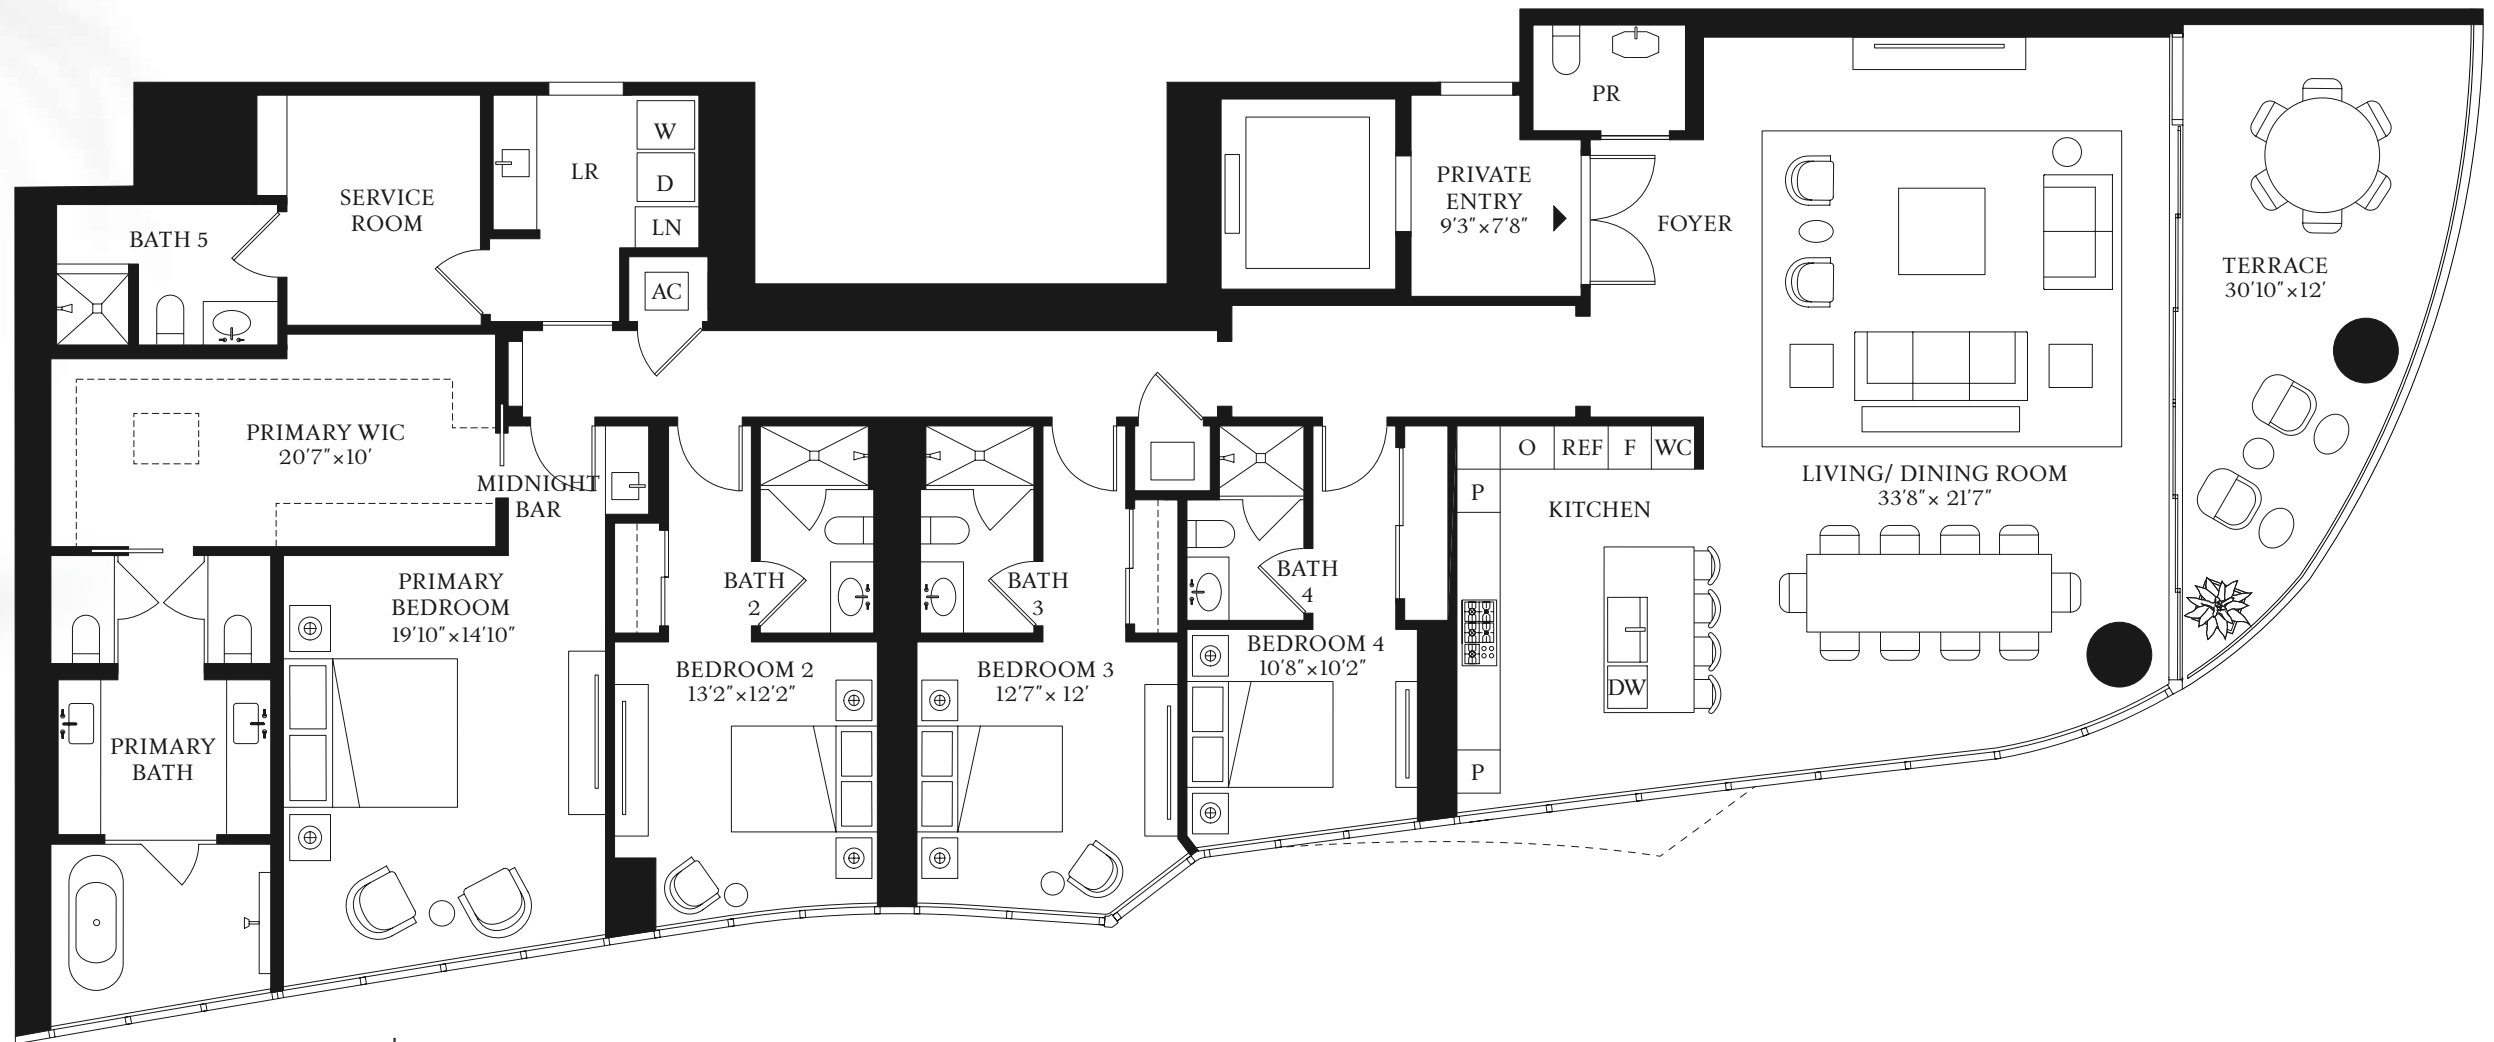 PR
W
LR
D
LN
AC
SERVICE
ROOM
BATH 5
PRIVATE
ENTRY
9'3"×7'8"
FOYER
TERRACE
30'10"×12'
PRIMARY WIC
20'7"×10'
MIDNIGHT
BAR
O
REF
F
WC
P
KITCHEN
LIVING/ DINING ROOM
33'8"× 21'7"
PRIMARY
BEDROOM
19'10"×14'10"
BATH
2
BATH
3
BATH
4
BEDROOM 2
13'2"×12'2"
BEDROOM 3
12'7"× 12'
BEDROOM 4
10'8"×10'2"
DW
P
PRIMARY
BATH